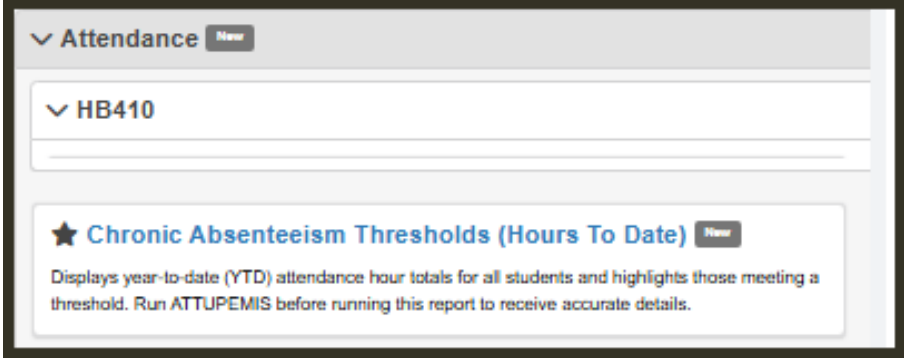 Attendance New
HB410
Chronic Absenteeism Thresholds (Hours To Date) New
Displays year-to-date (YTD) attendance hour totals for all students and highlights those meeting a
threshold. Run ATTUPEMIS before running this report to receive accurate details.